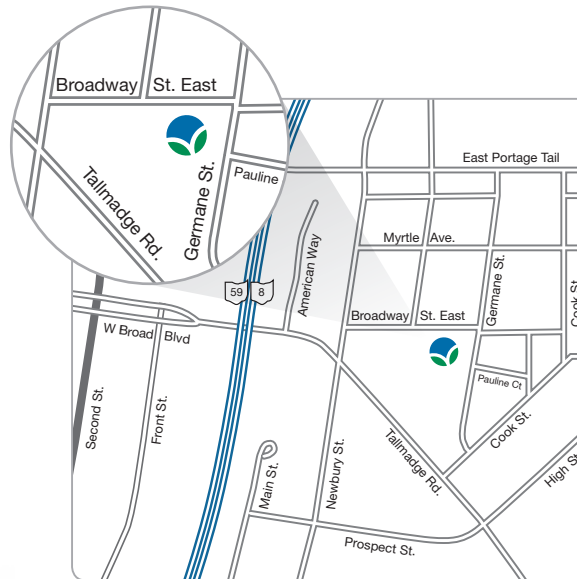 Broadway St. East
Tallmadge Rd.
Germane St.
Pauline
East Portage Tail
Myrtle Ave.
American Way
59 8
Broadway St. East
Germane St.
Cook St.
W Broad Blvd
Pauline Ct
Second St.
Front St.
Main St.
Newbury St.
Tallmadge Rd.
Cook St.
High St
Prospect St.